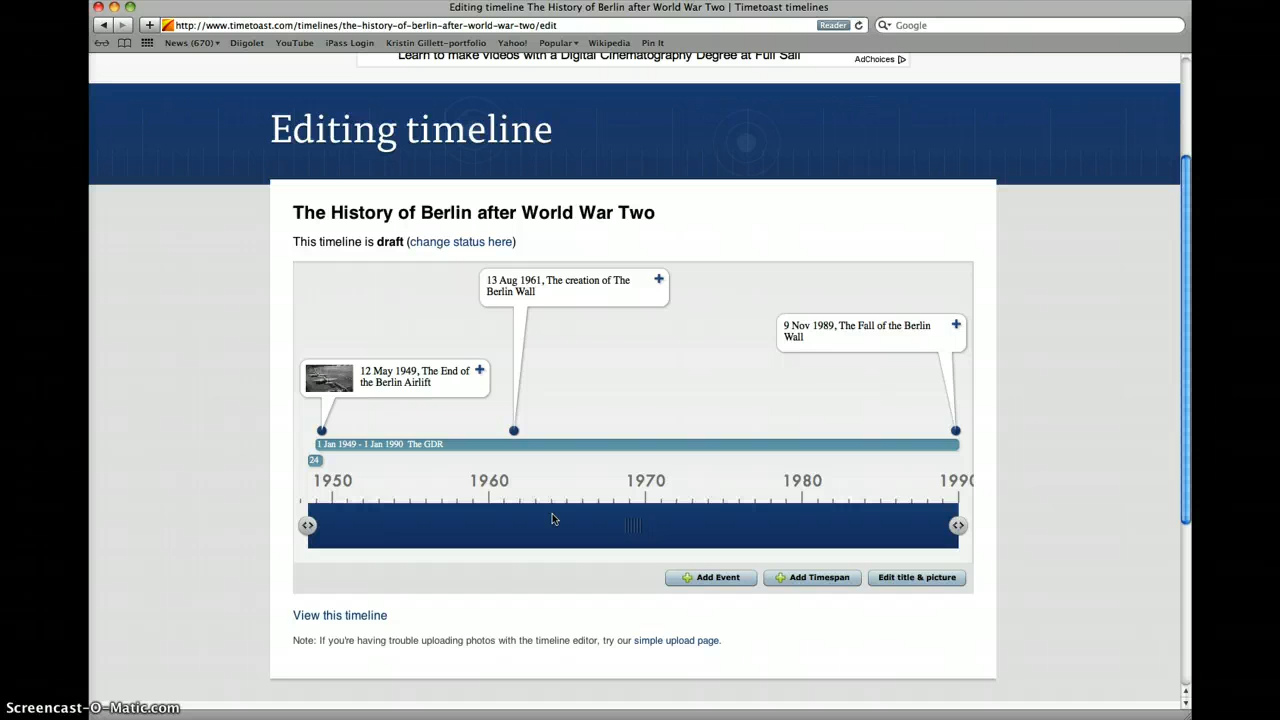 Editing timeline The History of Berlin after World War Two | Timetoast timelines
http://www.timetoast.com/timelines/the-history-of-berlin-after-world-war-two/edit
Reader
Google
News (670) Diigolet YouTube iPass Login Kristin Gillett-portfolio Yahoo! Popular Wikipedia Pin It
Learn to make videos with a Digital Cinematography Degree at Full Sail
AdChoices
Editing timeline
The History of Berlin after World War Two
This timeline is draft (change status here)
13 Aug 1961, The creation of The
Berlin Wall
9 Nov 1989, The Fall of the Berlin
Wall
12 May 1949, The End of
the Berlin Airlift
1 Jan 1949 - 1 Jan 1990 The GDR
24
1950 1960 1970 1980 1990
Add Event Add Timespan Edit title & picture
View this timeline
Note: If you're having trouble uploading photos with the timeline editor, try our simple upload page.
Screencast-O-Matic.com